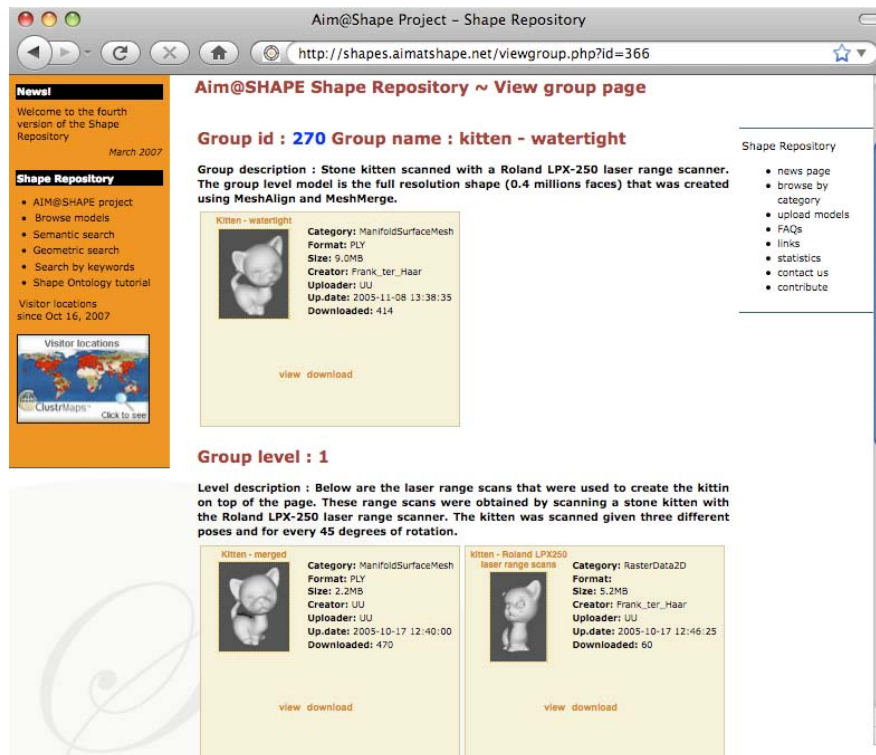 Aim@Shape Project – Shape Repository
http://shapes.aimatshape.net/viewgroup.php?id=366
News!
Welcome to the fourth
version of the Shape
Repository
March 2007
Shape Repository
AIM@SHAPE project
Browse models
Semantic search
Geometric search
Search by keywords
Shape Ontology tutorial
Visitor locations
since Oct 16, 2007
Visitor locations
ClustrMaps
Click to see
Aim@SHAPE Shape Repository ~ View group page
Group id : 270 Group name : kitten - watertight
Group description : Stone kitten scanned with a Roland LPX-250 laser range scanner.
The group level model is the full resolution shape (0.4 millions faces) that was created
using MeshAlign and MeshMerge.
Kitten - watertight
Category: ManifoldSurfaceMesh
Format: PLY
Size: 9.0MB
Creator: Frank_ter_Haar
Uploader: UU
Up.date: 2005-11-08 13:38:35
Downloaded: 414
view download
Group level : 1
Level description : Below are the laser range scans that were used to create the kittin
on top of the page. These range scans were obtained by scanning a stone kitten with
the Roland LPX-250 laser range scanner. The kitten was scanned given three different
poses and for every 45 degrees of rotation.
Kitten - merged
Category: ManifoldSurfaceMesh
Format: PLY
Size: 2.2MB
Creator: UU
Uploader: UU
Up.date: 2005-10-17 12:40:00
Downloaded: 470
view download
kitten - Roland LPX250
laser range scans
Category: RasterData2D
Format:
Size: 5.2MB
Creator: Frank_ter_Haar
Uploader: UU
Up.date: 2005-10-17 12:46:25
Downloaded: 60
view download
Shape Repository
news page
browse by
category
upload models
FAQs
links
statistics
contact us
contribute